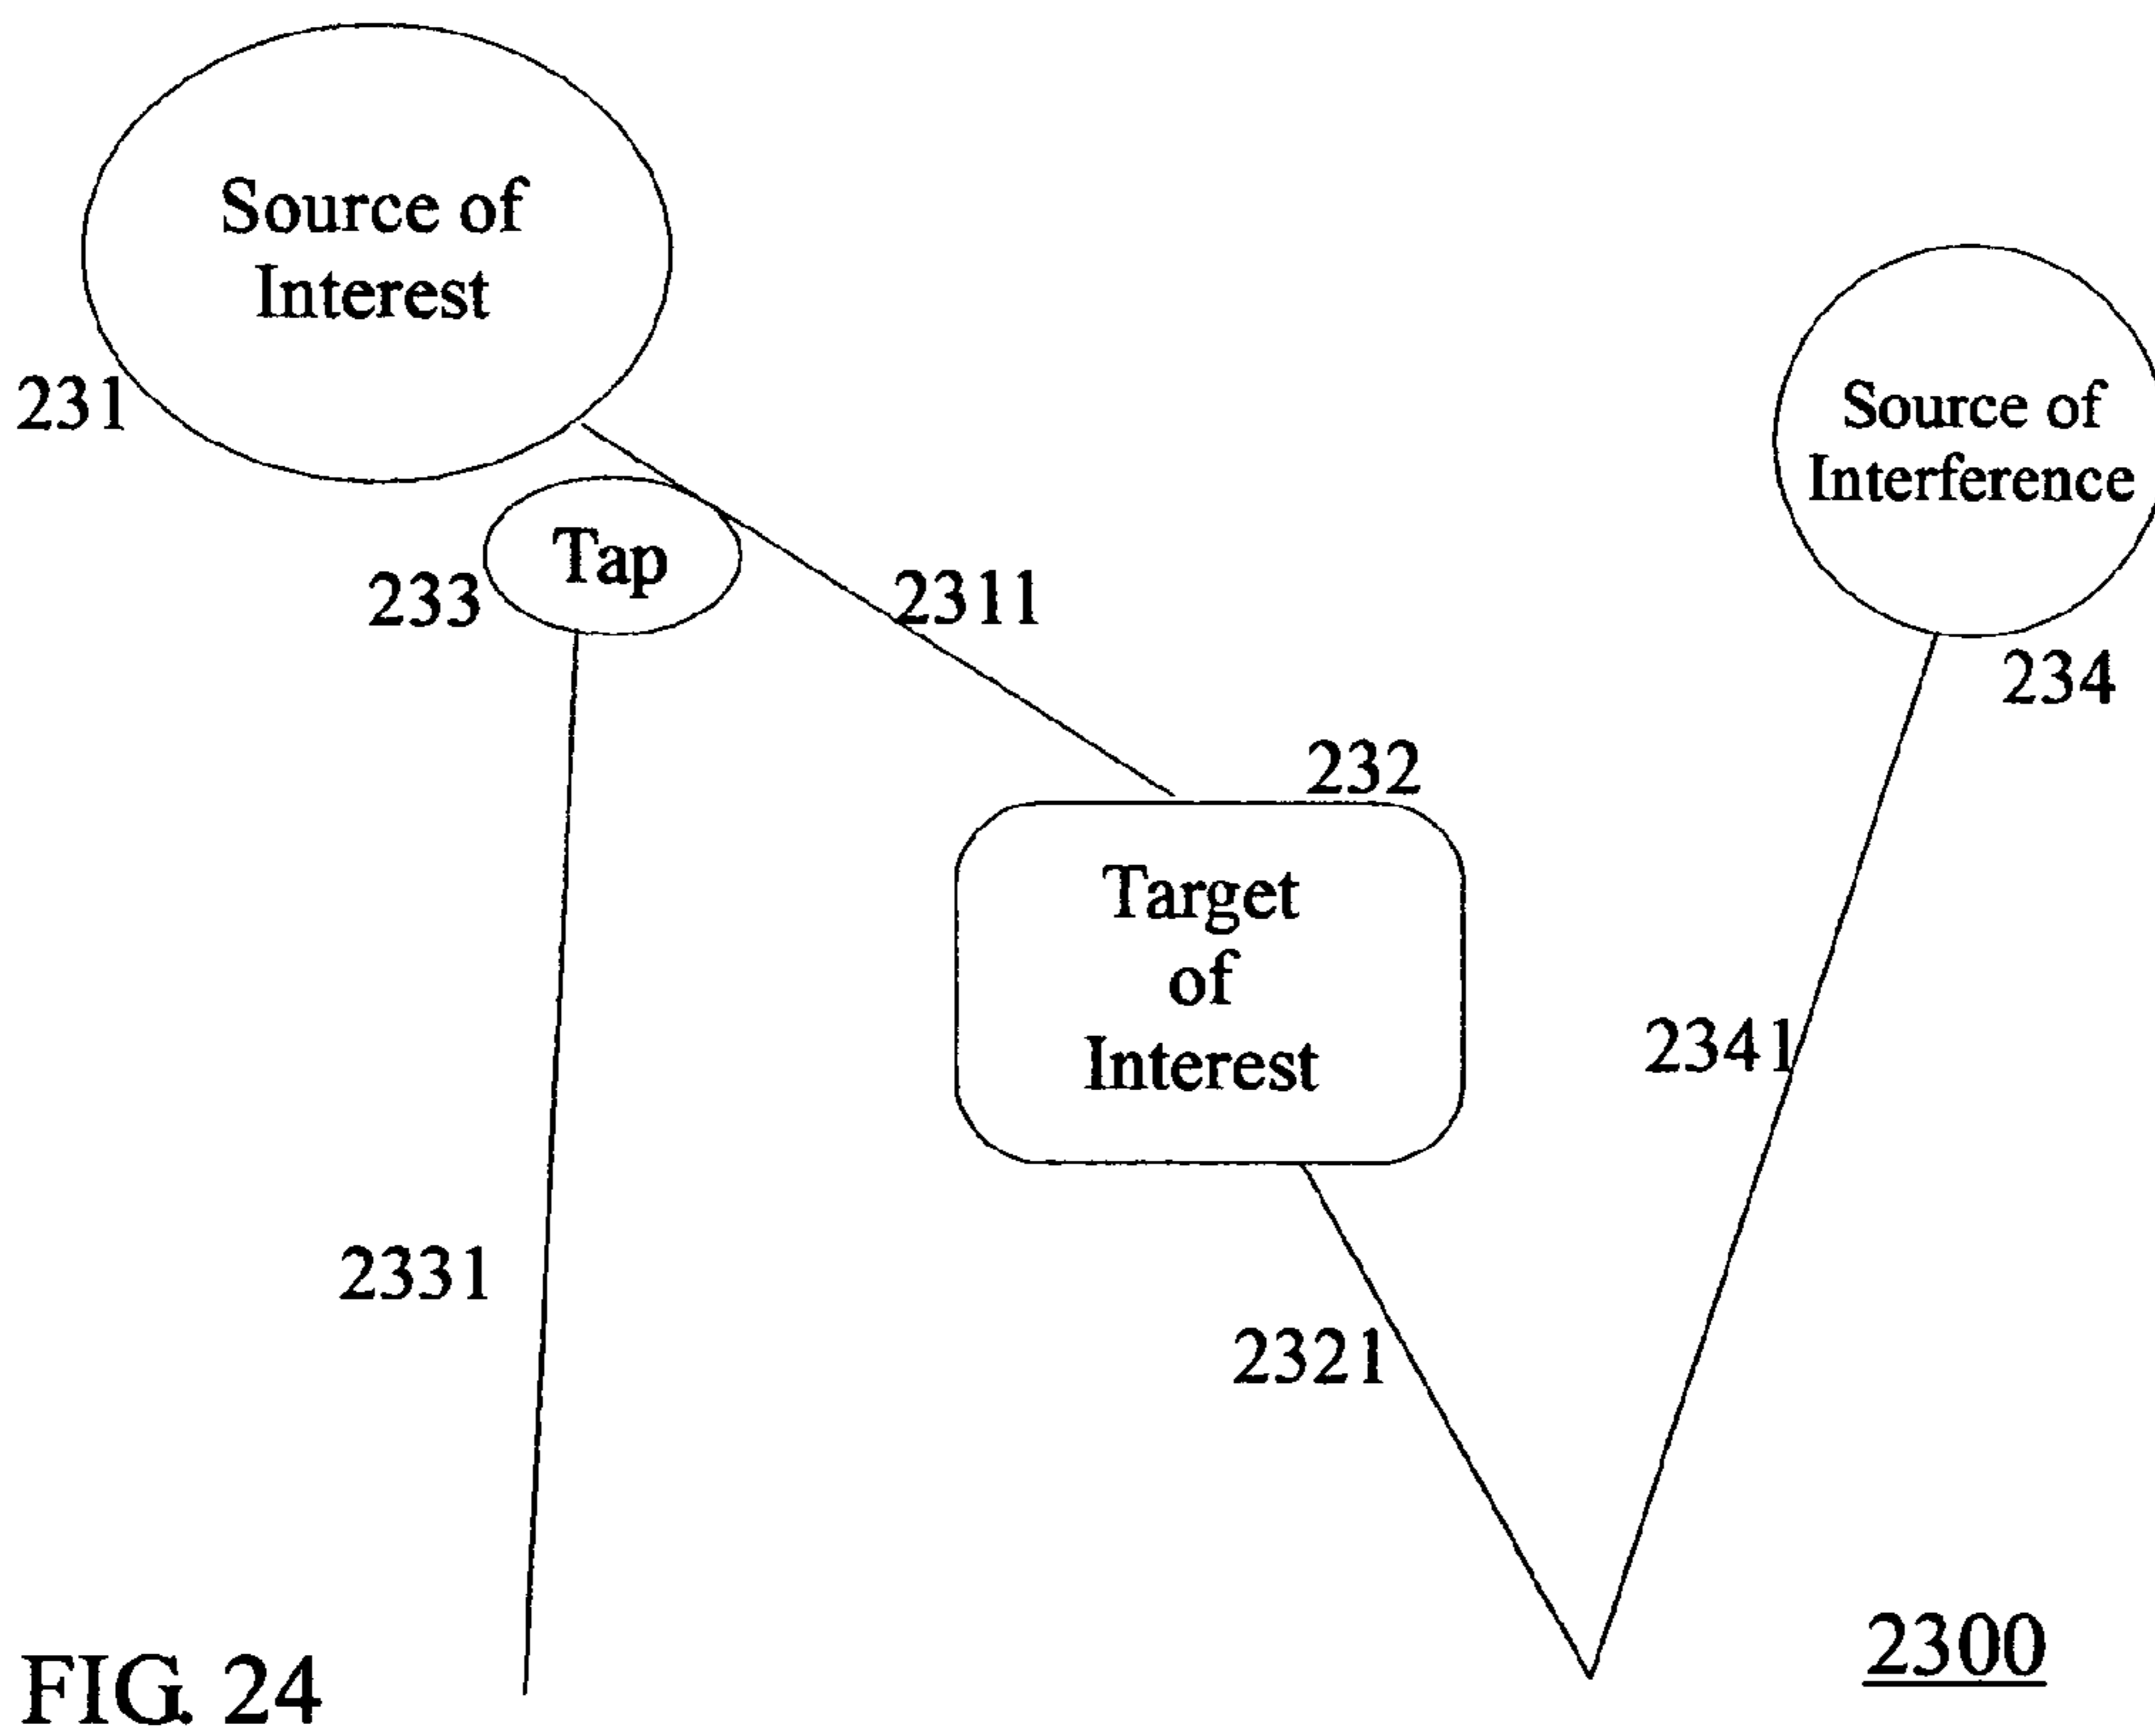 Source of
Interest
231
Source of
Interference
234
Tap
233
2311
232
Target
of
Interest
2341
2331
2321
2300
FIG. 24